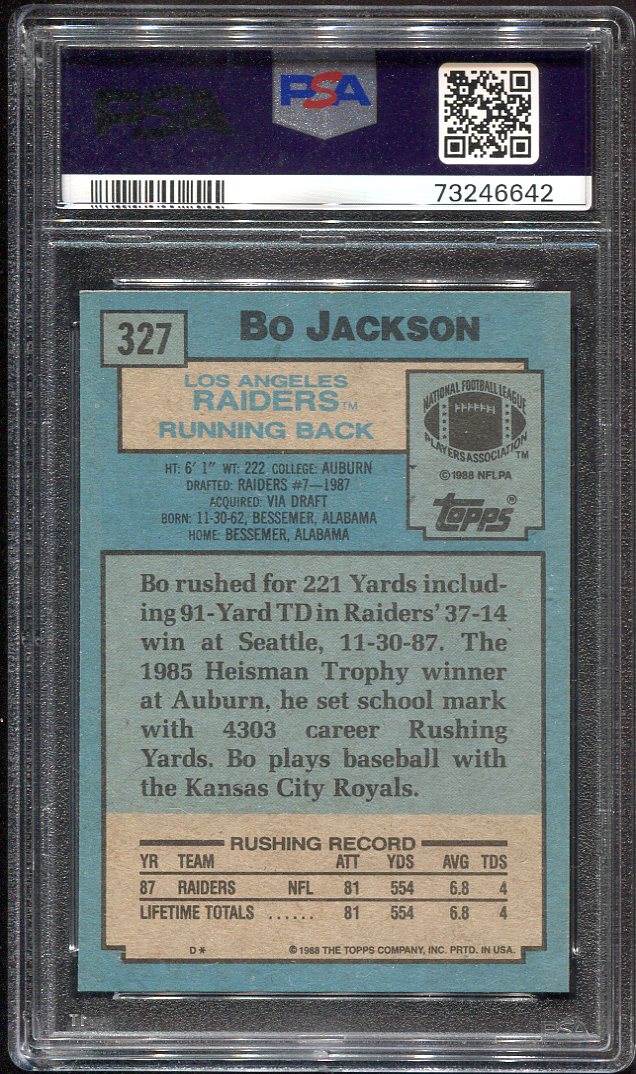 PSA
PSA
73246642
327
BO JACKSON
LOS ANGELES
RAIDERS™
RUNNING BACK
NATIONAL FOOTBALL LEAGUE
PLAYERS ASSOCIATION™
©1988 NFLPA
topps®
HT: 6' 1" WT: 222 COLLEGE: AUBURN
DRAFTED: RAIDERS #7—1987
ACQUIRED: VIA DRAFT
BORN: 11-30-62, BESSEMER, ALABAMA
HOME: BESSEMER, ALABAMA
Bo rushed for 221 Yards includ-
ing 91-Yard TD in Raiders' 37-14
win at Seattle, 11-30-87. The
1985 Heisman Trophy winner
at Auburn, he set school mark
with 4303 career Rushing
Yards. Bo plays baseball with
the Kansas City Royals.
RUSHING RECORD
YR TEAM ATT YDS AVG TDS
87 RAIDERS NFL 81 554 6.8 4
LIFETIME TOTALS ...... 81 554 6.8 4
D* ©1988 THE TOPPS COMPANY, INC. PRTD. IN USA.
PSA